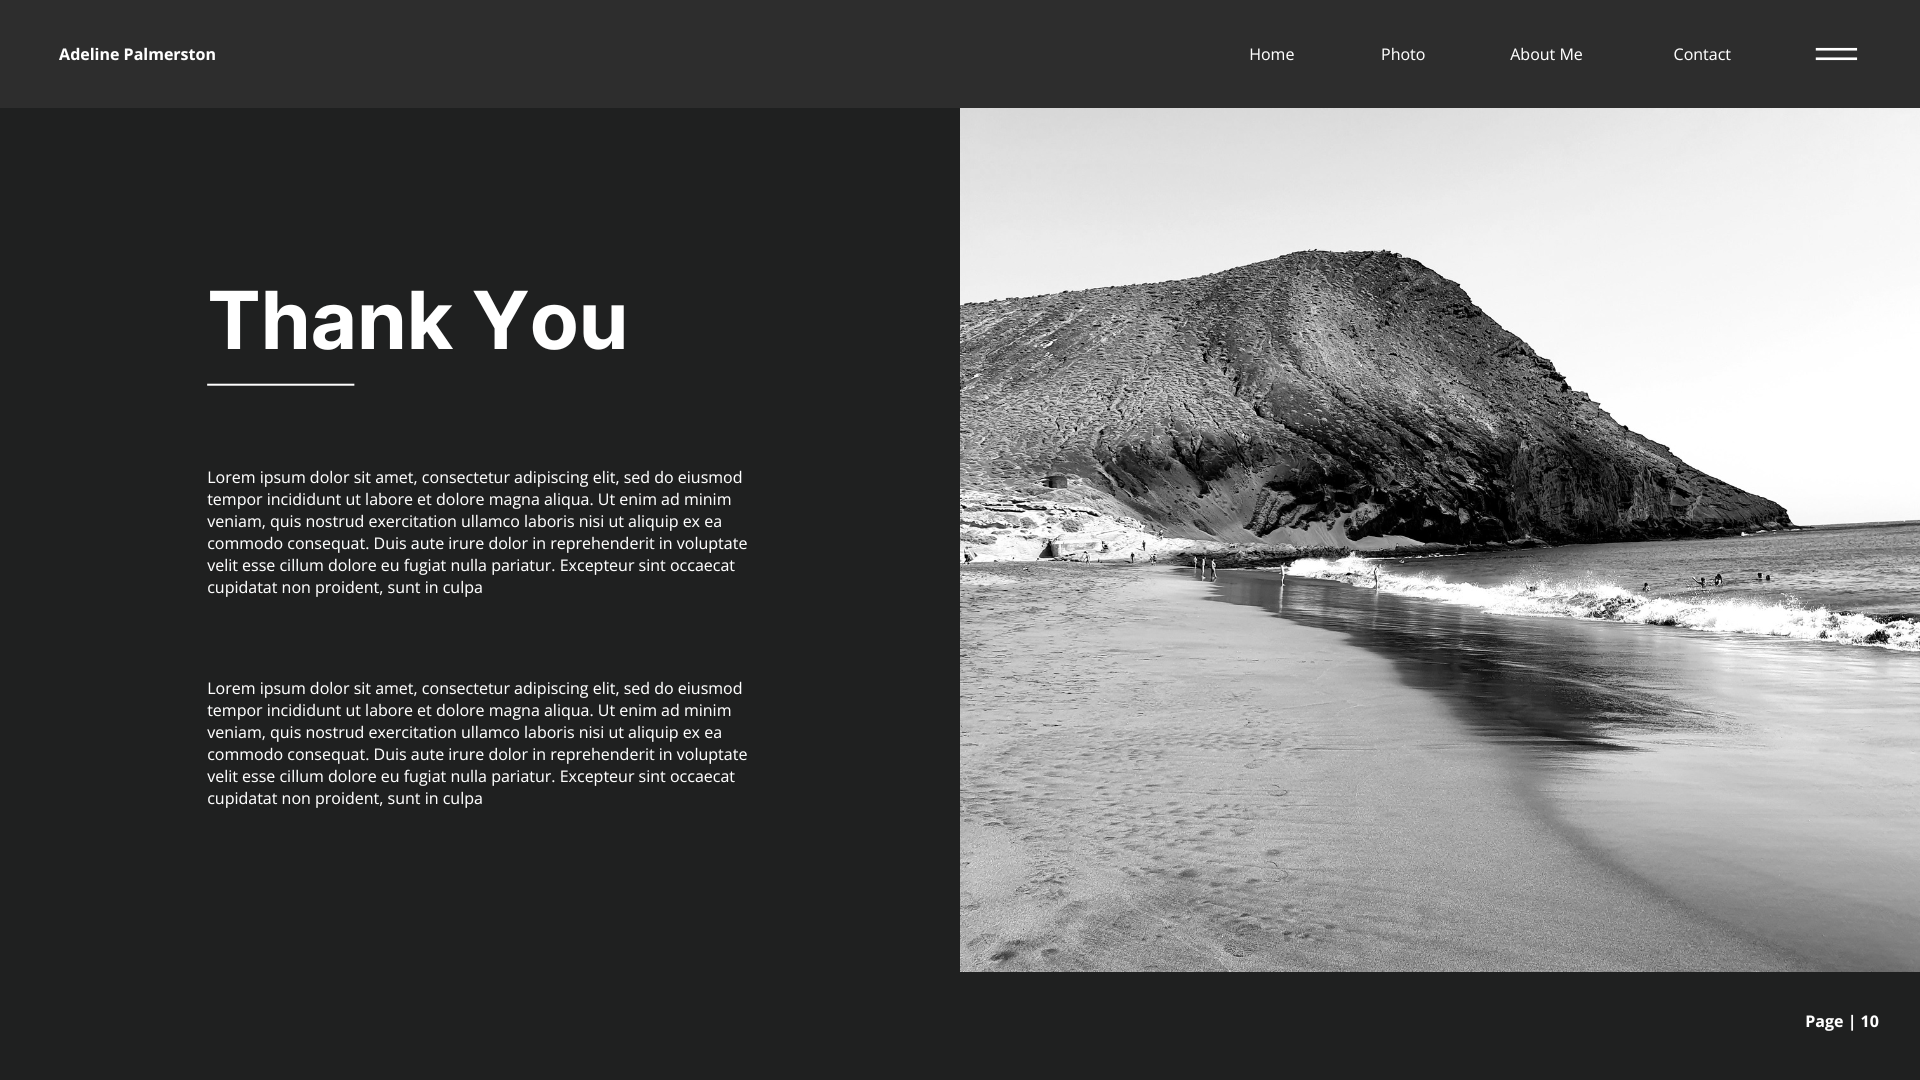 Adeline Palmerston
Home
Photo
About Me
Contact
Thank You
Lorem ipsum dolor sit amet, consectetur adipiscing elit, sed do eiusmod
tempor incididunt ut labore et dolore magna aliqua. Ut enim ad minim
veniam, quis nostrud exercitation ullamco laboris nisi ut aliquip ex ea
commodo consequat. Duis aute irure dolor in reprehenderit in voluptate
velit esse cillum dolore eu fugiat nulla pariatur. Excepteur sint occaecat
cupidatat non proident, sunt in culpa
Lorem ipsum dolor sit amet, consectetur adipiscing elit, sed do eiusmod
tempor incididunt ut labore et dolore magna aliqua. Ut enim ad minim
veniam, quis nostrud exercitation ullamco laboris nisi ut aliquip ex ea
commodo consequat. Duis aute irure dolor in reprehenderit in voluptate
velit esse cillum dolore eu fugiat nulla pariatur. Excepteur sint occaecat
cupidatat non proident, sunt in culpa
Page | 10